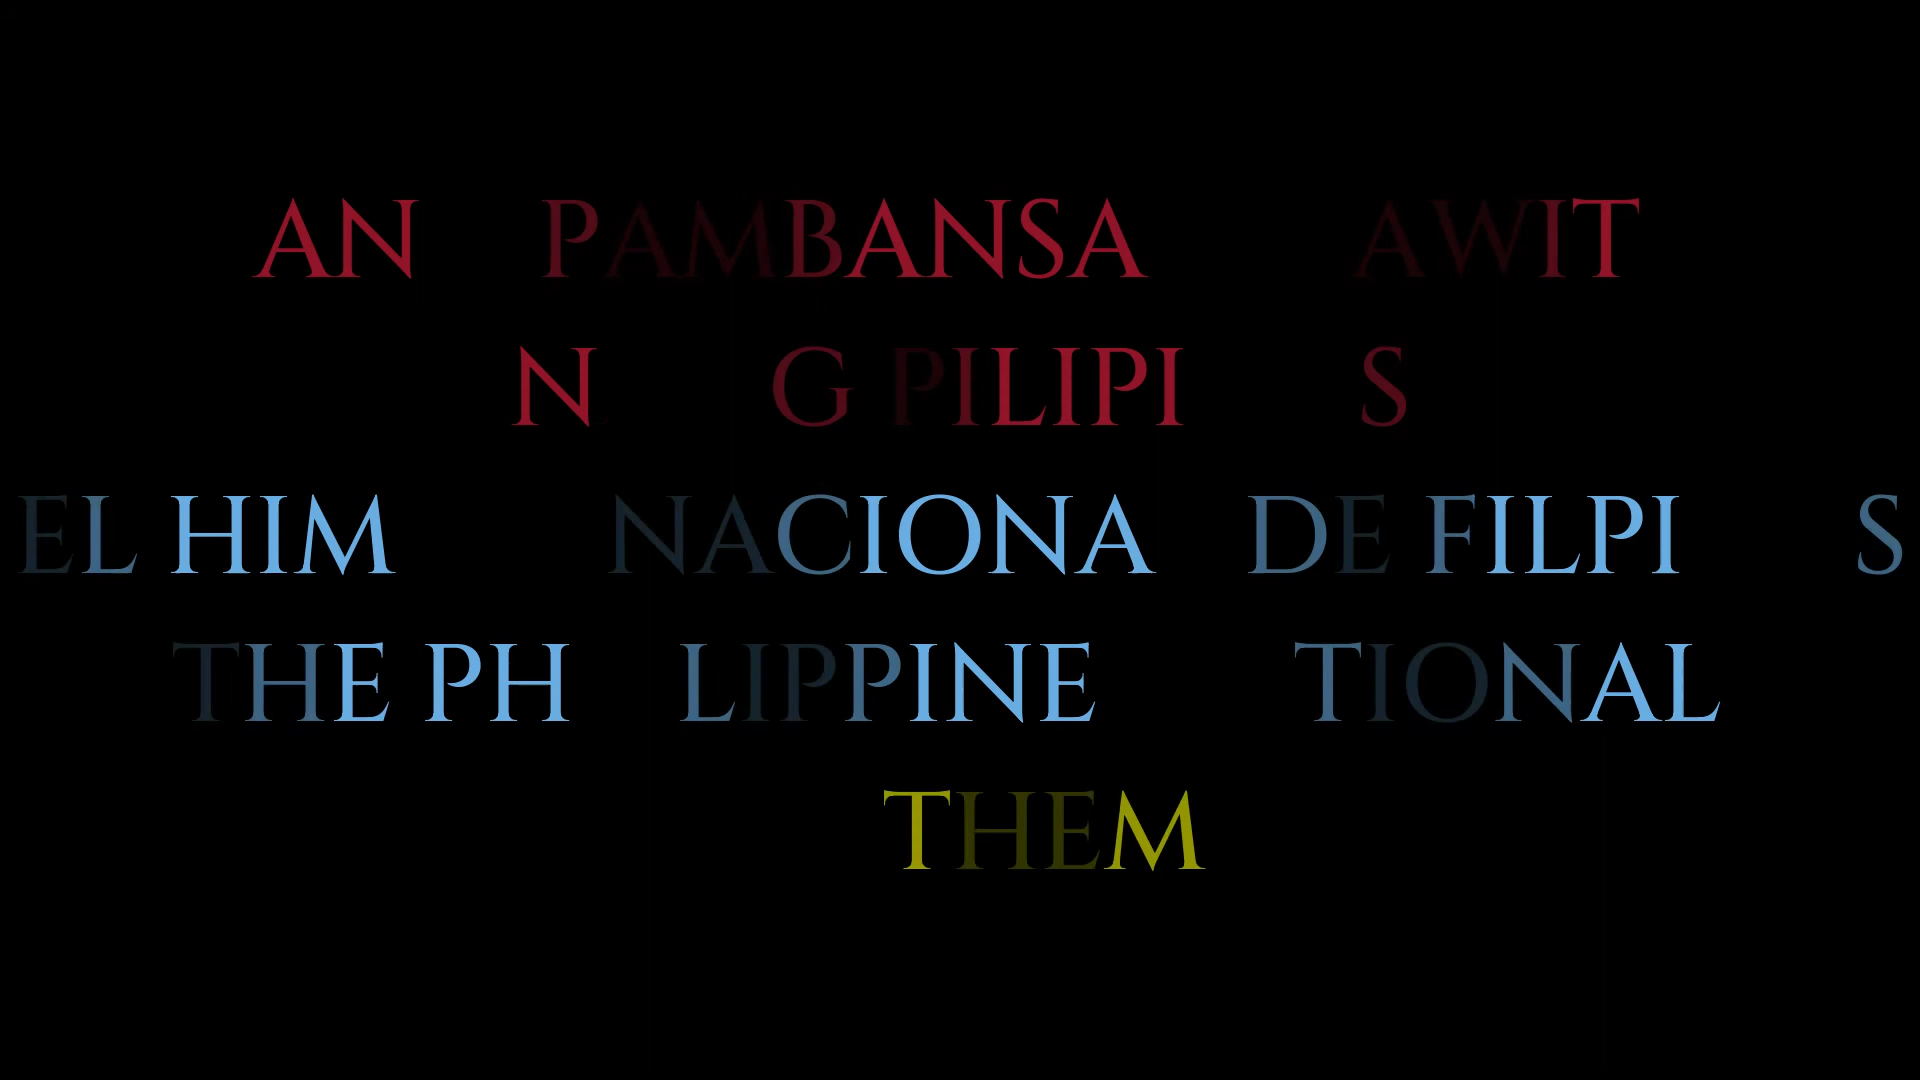 AN PAMBANSA AWIT
N G PILIPI S
EL HIM NACIONA DE FILPI S
THE PH LIPPINE TIONAL
THEM